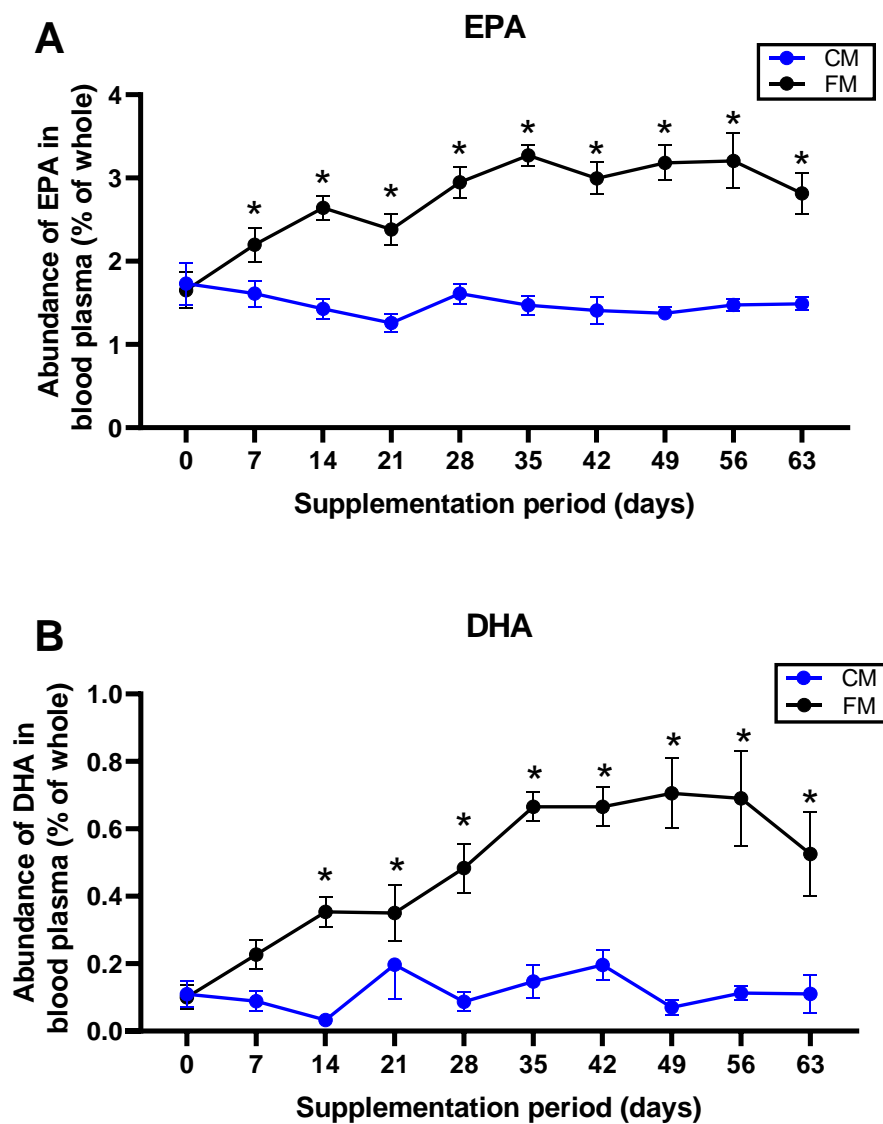 A
EPA
CM
FM
Abundance of EPA in
blood plasma (% of whole)
4
3
2
1
0
* * * * * * * * *
0 7 14 21 28 35 42 49 56 63
Supplementation period (days)
B
DHA
CM
FM
Abundance of DHA in
blood plasma (% of whole)
1.0
0.8
0.6
0.4
0.2
0.0
* * * * * * * *
0 7 14 21 28 35 42 49 56 63
Supplementation period (days)